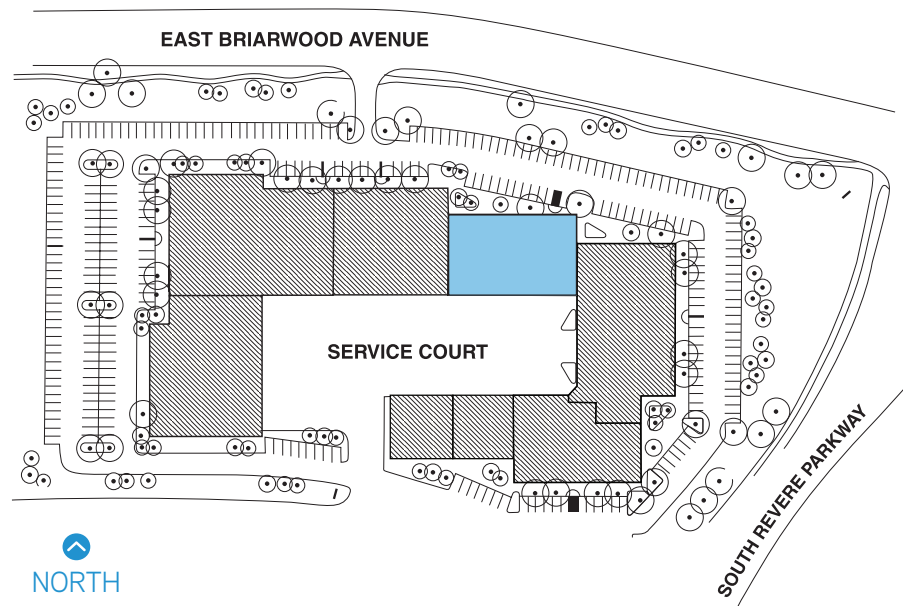 EAST BRIARWOOD AVENUE
SERVICE COURT
SOUTH REVERE PARKWAY
NORTH